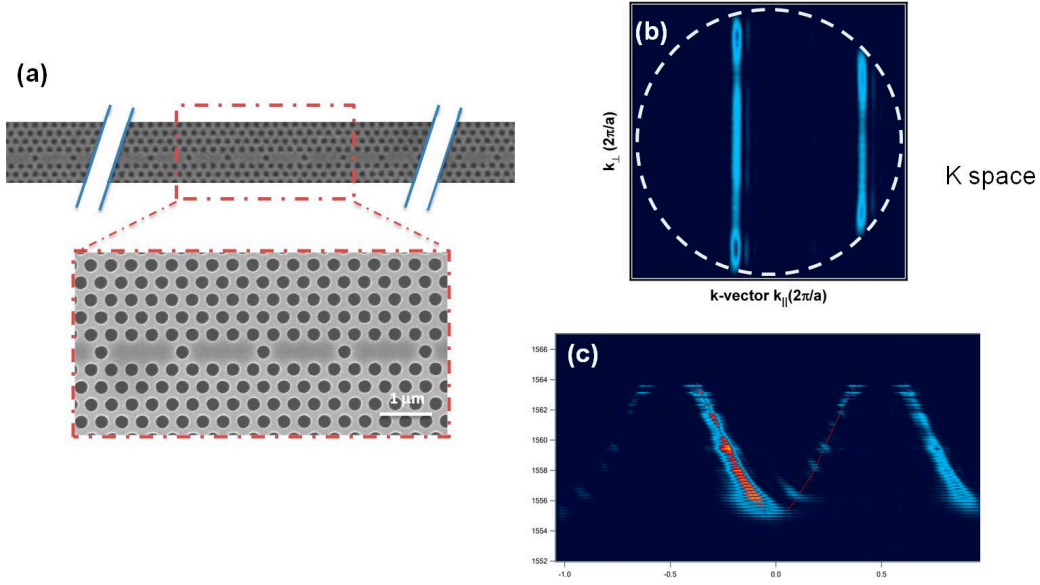 (a)
1 µm
(b)
k⊥ (2π/a)
k-vector k||(2π/a)
K space
(c)
1566
1564
1562
1560
1558
1556
1554
1552
-1.0
-0.5
0.0
0.5